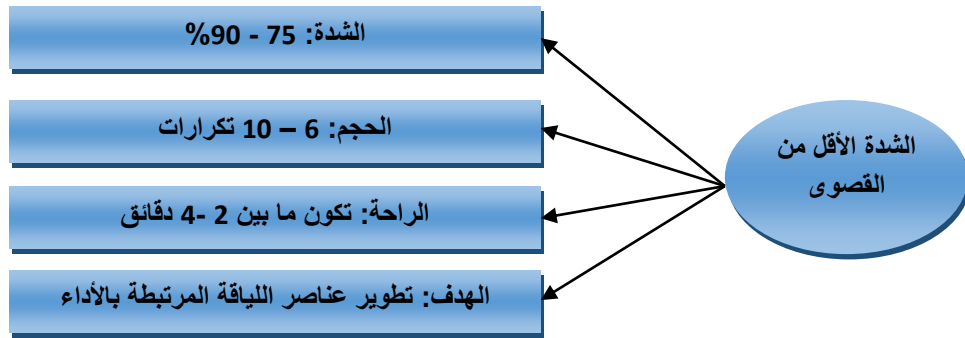 الشدة الأقل من
القصوى
الشدة: 75 - 90%
الحجم: 6 – 10 تكرارات
الراحة: تكون ما بين 2 -4 دقائق
الهدف: تطوير عناصر اللياقة المرتبطة بالأداء